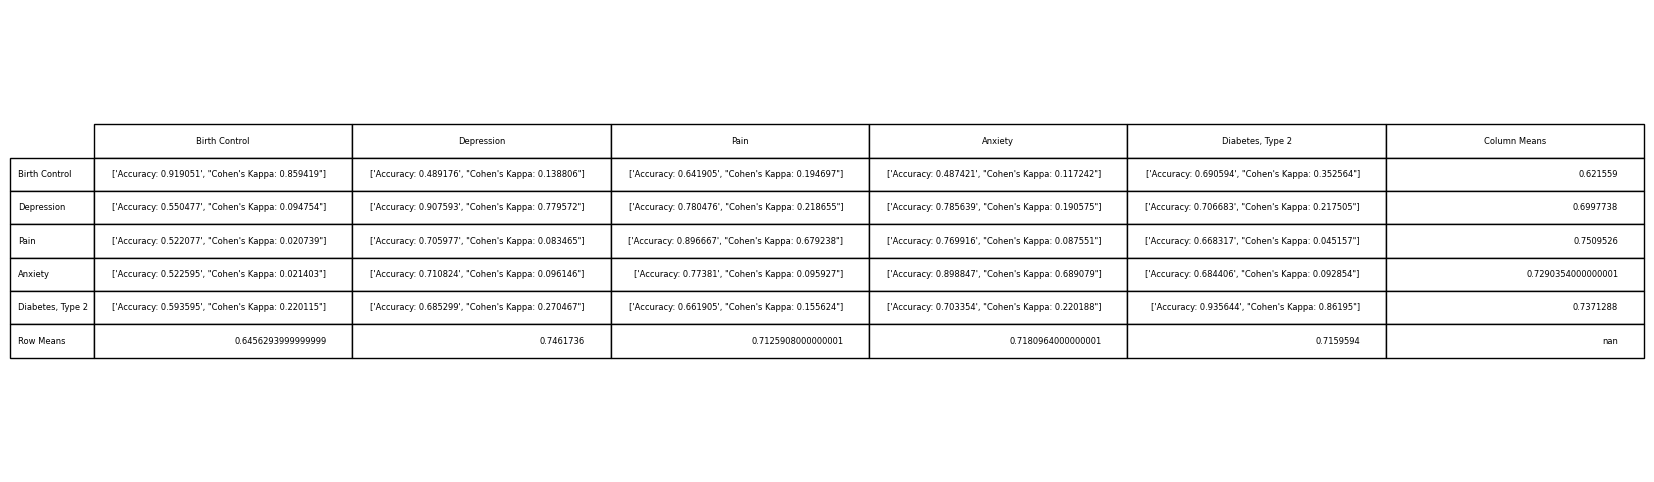 Birth Control Depression Pain Anxiety Diabetes, Type 2 Column Means
Birth Control ['Accuracy: 0.919051', "Cohen's Kappa: 0.859419"] ['Accuracy: 0.489176', "Cohen's Kappa: 0.138806"] ['Accuracy: 0.641905', "Cohen's Kappa: 0.194697"] ['Accuracy: 0.487421', "Cohen's Kappa: 0.117242"] ['Accuracy: 0.690594', "Cohen's Kappa: 0.352564"] 0.621559
Depression ['Accuracy: 0.550477', "Cohen's Kappa: 0.094754"] ['Accuracy: 0.907593', "Cohen's Kappa: 0.779572"] ['Accuracy: 0.780476', "Cohen's Kappa: 0.218655"] ['Accuracy: 0.785639', "Cohen's Kappa: 0.190575"] ['Accuracy: 0.706683', "Cohen's Kappa: 0.217505"] 0.6997738
Pain ['Accuracy: 0.522077', "Cohen's Kappa: 0.020739"] ['Accuracy: 0.705977', "Cohen's Kappa: 0.083465"] ['Accuracy: 0.896667', "Cohen's Kappa: 0.679238"] ['Accuracy: 0.769916', "Cohen's Kappa: 0.087551"] ['Accuracy: 0.668317', "Cohen's Kappa: 0.045157"] 0.7509526
Anxiety ['Accuracy: 0.522595', "Cohen's Kappa: 0.021403"] ['Accuracy: 0.710824', "Cohen's Kappa: 0.096146"] ['Accuracy: 0.77381', "Cohen's Kappa: 0.095927"] ['Accuracy: 0.898847', "Cohen's Kappa: 0.689079"] ['Accuracy: 0.684406', "Cohen's Kappa: 0.092854"] 0.7290354000000001
Diabetes, Type 2 ['Accuracy: 0.593595', "Cohen's Kappa: 0.220115"] ['Accuracy: 0.685299', "Cohen's Kappa: 0.270467"] ['Accuracy: 0.661905', "Cohen's Kappa: 0.155624"] ['Accuracy: 0.703354', "Cohen's Kappa: 0.220188"] ['Accuracy: 0.935644', "Cohen's Kappa: 0.86195"] 0.7371288
Row Means 0.6456293999999999 0.7461736 0.7125908000000001 0.7180964000000001 0.7159594 nan